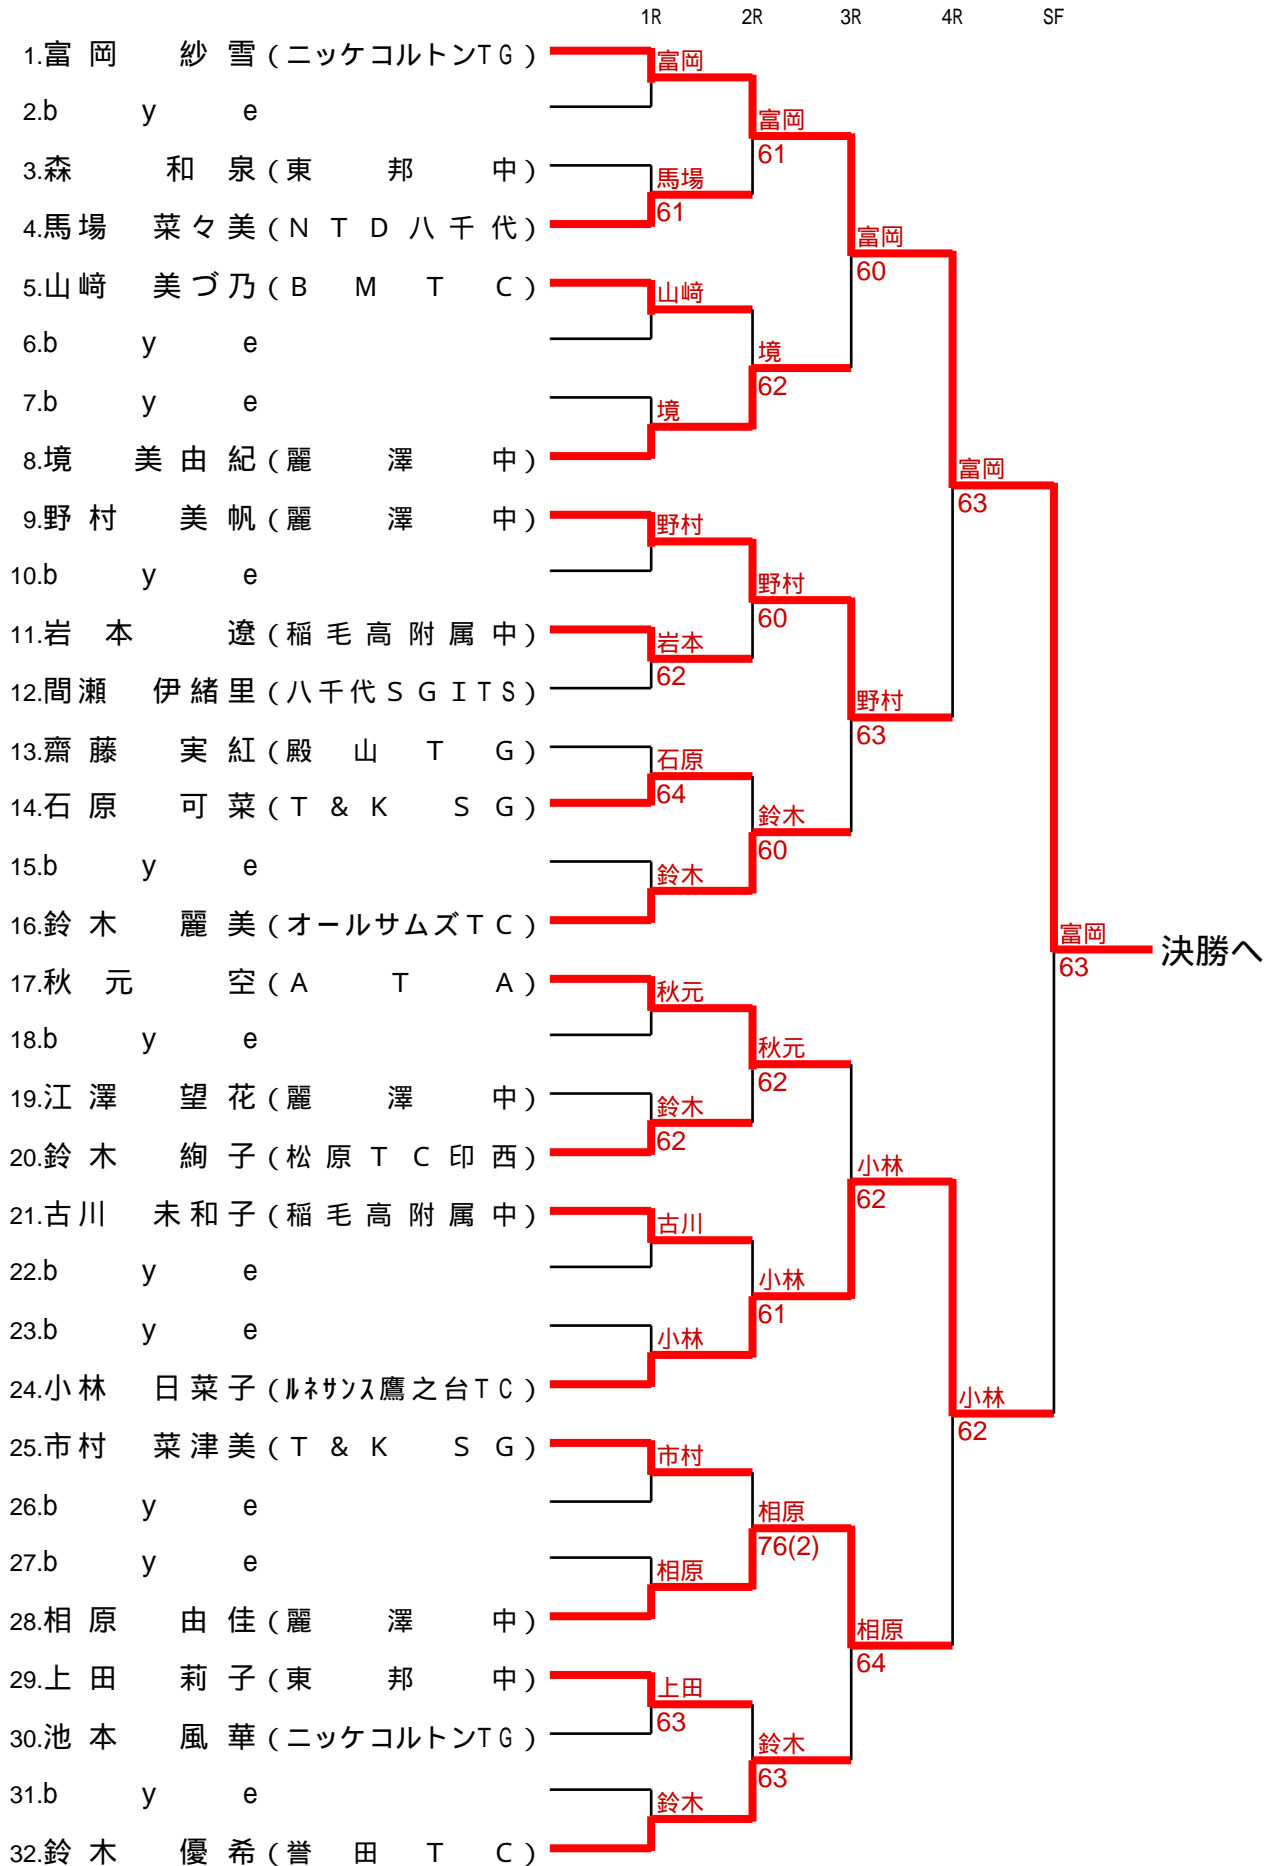 1R 2R 3R 4R SF
1.富岡 紗雪(ニッケコルトンTG)
富岡
2.bye
富岡
61
3.森 和泉(東邦中)
馬場
61
4.馬場 菜々美(NTD八千代)
富岡
60
5.山﨑 美づ乃(BMTC)
山﨑
6.bye
境
62
7.bye
境
8.境 美由紀(麗澤中)
富岡
63
9.野村 美帆(麗澤中)
野村
10.bye
野村
60
11.岩本 遼(稲毛高附属中)
岩本
62
12.間瀬 伊緒里(八千代SGITS)
野村
63
13.齋藤 実紅(殿山TG)
石原
64
14.石原 可菜(T&K SG)
鈴木
60
15.bye
鈴木
16.鈴木 麗美(オールサムズTC)
富岡
63
決勝へ
17.秋元 空(ATA)
秋元
18.bye
秋元
62
19.江澤 望花(麗澤中)
鈴木
62
20.鈴木 絢子(松原TC印西)
小林
62
21.古川 未和子(稲毛高附属中)
古川
22.bye
小林
61
23.bye
小林
24.小林 日菜子(ルネサンス鷹之台TC)
小林
62
25.市村 菜津美(T&K SG)
市村
26.bye
相原
76(2)
27.bye
相原
28.相原 由佳(麗澤中)
相原
64
29.上田 莉子(東邦中)
上田
63
30.池本 風華(ニッケコルトンTG)
鈴木
63
31.bye
鈴木
32.鈴木 優希(誉田TC)